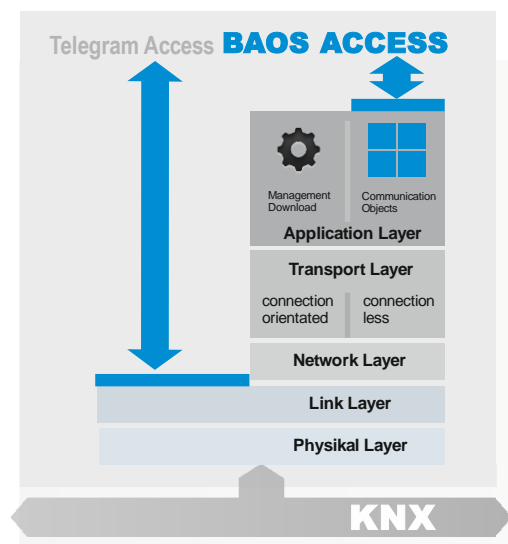 Telegram Access BAOS ACCESS
Management
Download
Communication
Objects
Application Layer
Transport Layer
connection
orientated
connection
less
Network Layer
Link Layer
Physikal Layer
KNX